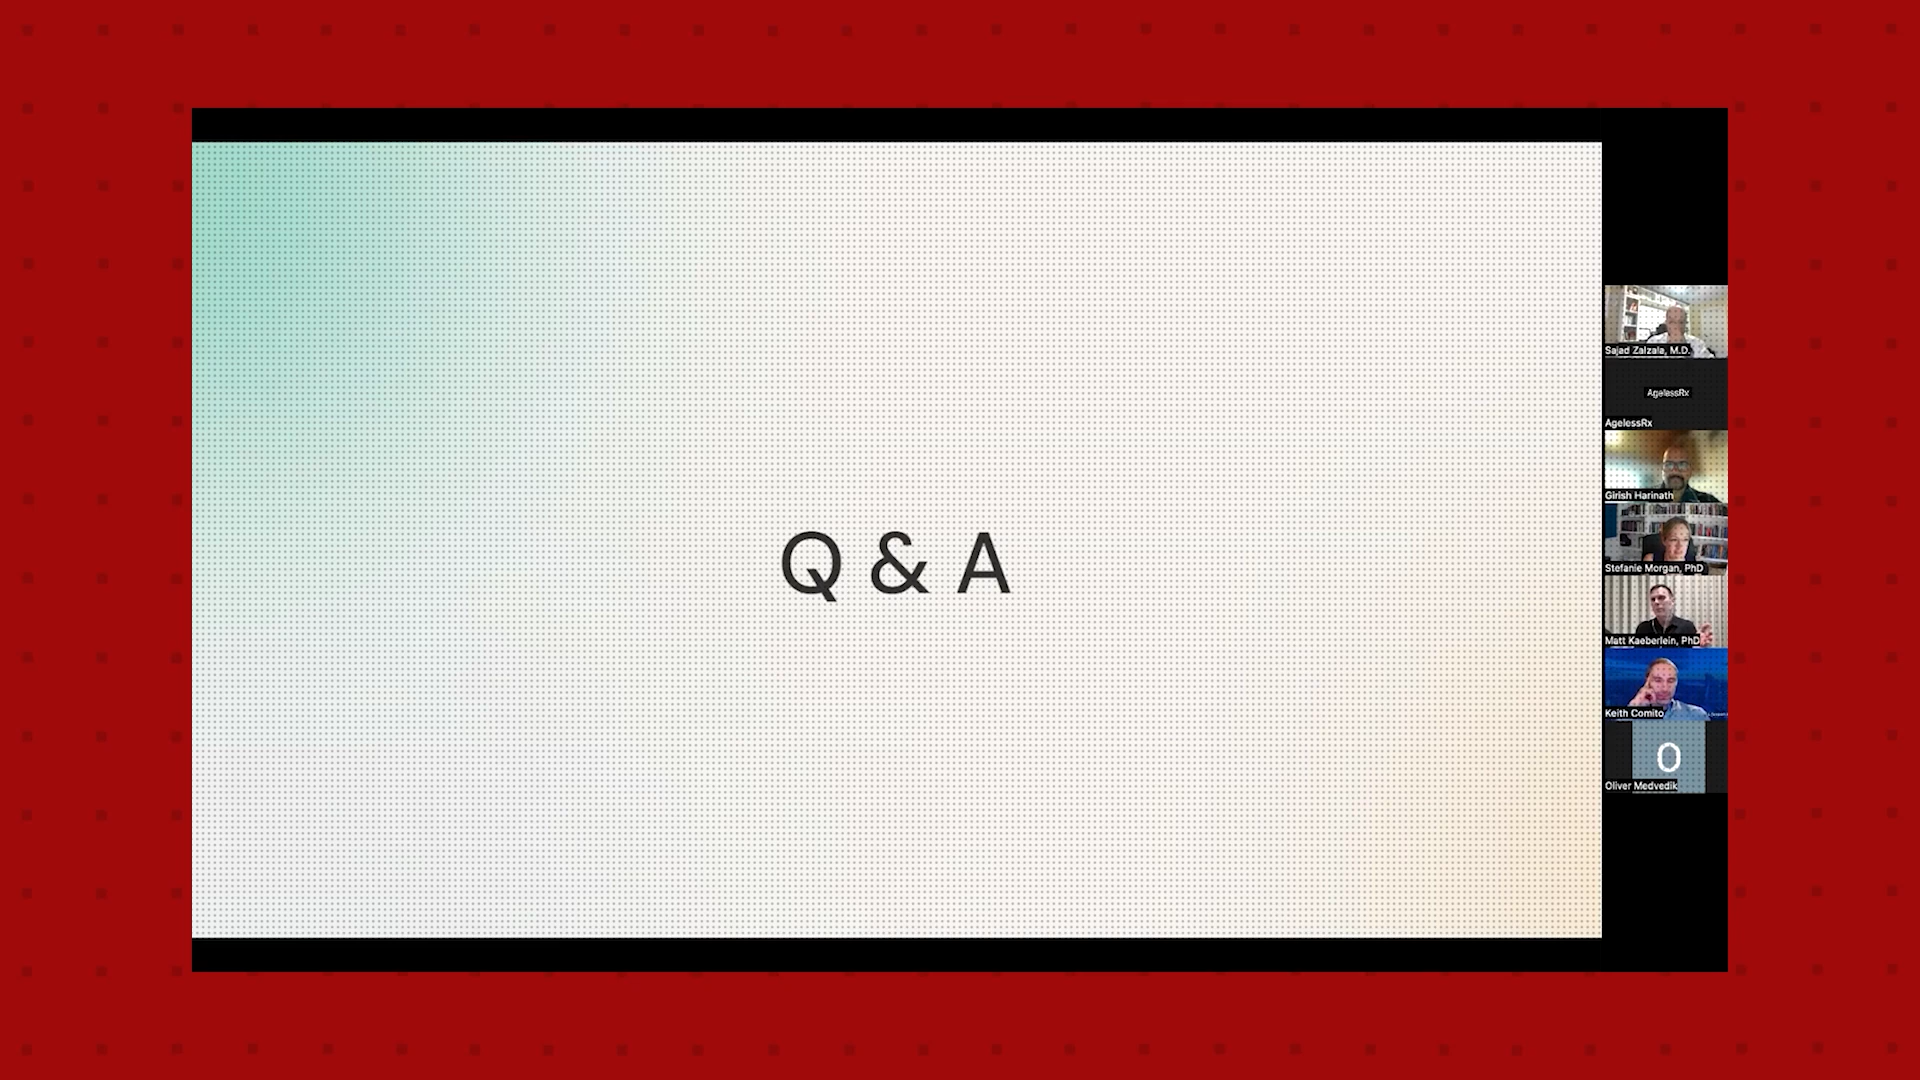 Q & A
Sajad Zalzala, M.D.
AgelessRx
AgelessRx
Girish Harinath
Stefanie Morgan, PhD
Matt Kaeberlein, PhD
Keith Comito
O
Oliver Medvedik